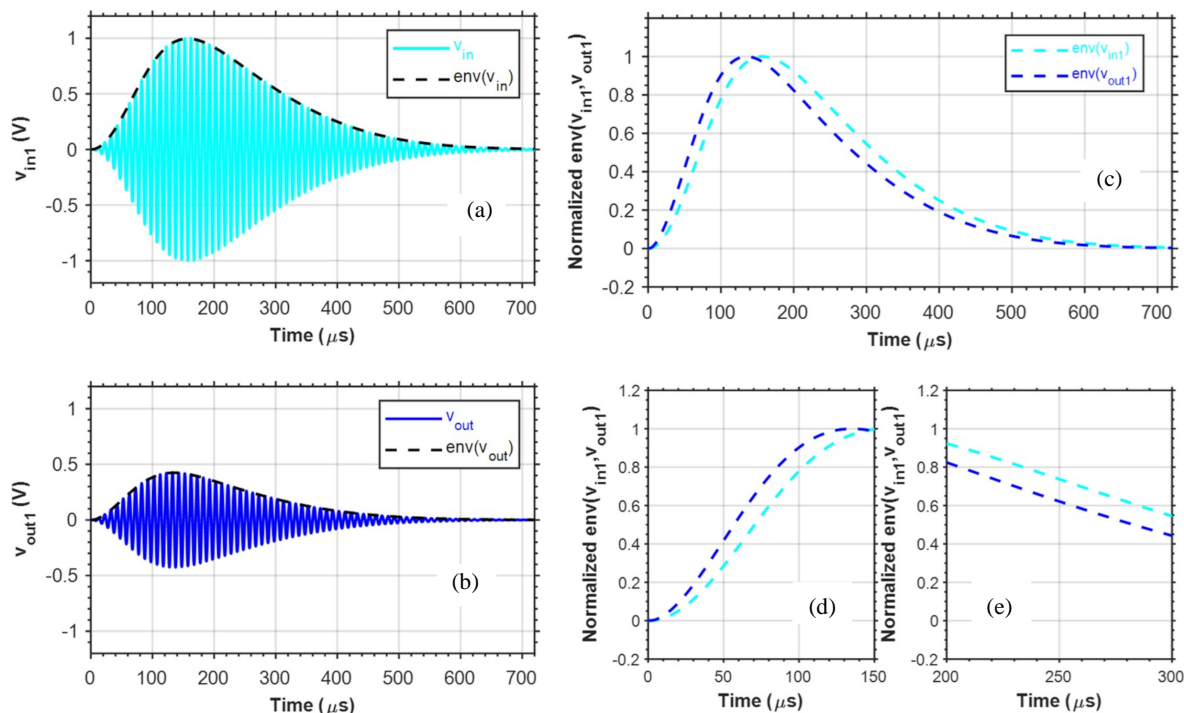 1
0.5
0
-0.5
-1
v_in1 (V)
v_in
env(v_in)
(a)
0 100 200 300 400 500 600 700
Time (μs)
1
0.5
0
-0.5
-1
v_out1 (V)
v_out
env(v_out)
(b)
0 100 200 300 400 500 600 700
Time (μs)
1.2
1
0.8
0.6
0.4
0.2
0
-0.2
Normalized env(v_in1,v_out1)
env(v_in1)
env(v_out1)
(c)
0 100 200 300 400 500 600 700
Time (μs)
1.2
1
0.8
0.6
0.4
0.2
0
-0.2
Normalized env(v_in1,v_out1)
(d)
0 50 100 150
Time (μs)
1.2
1
0.8
0.6
0.4
0.2
0
-0.2
Normalized env(v_in1,v_out1)
(e)
200 250 300
Time (μs)